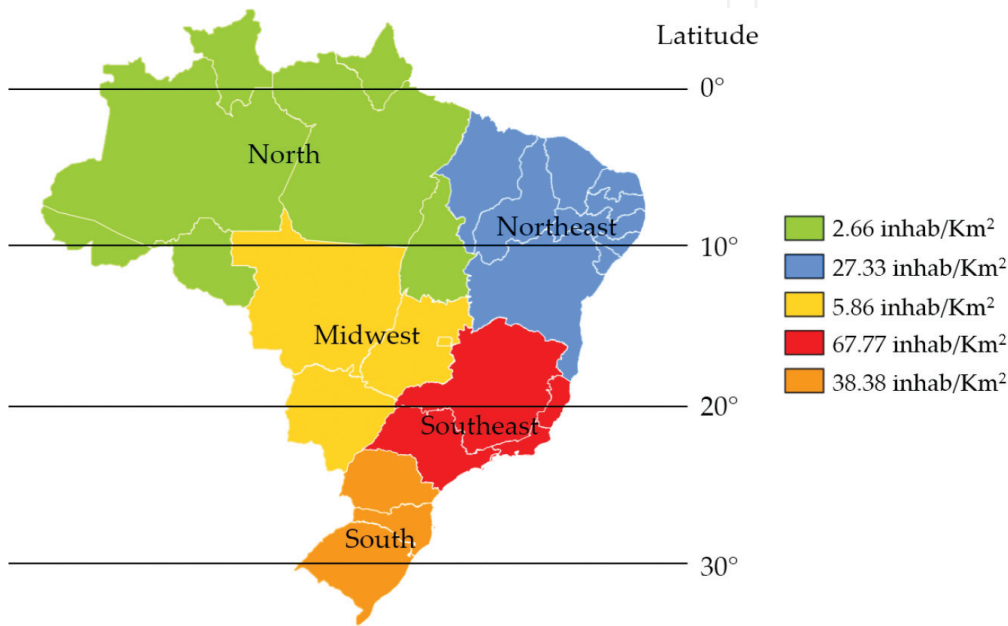 Latitude
0°
North
Northeast
10°
Midwest
20°
Southeast
South
30°
2.66 inhab/Km²
27.33 inhab/Km²
5.86 inhab/Km²
67.77 inhab/Km²
38.38 inhab/Km²